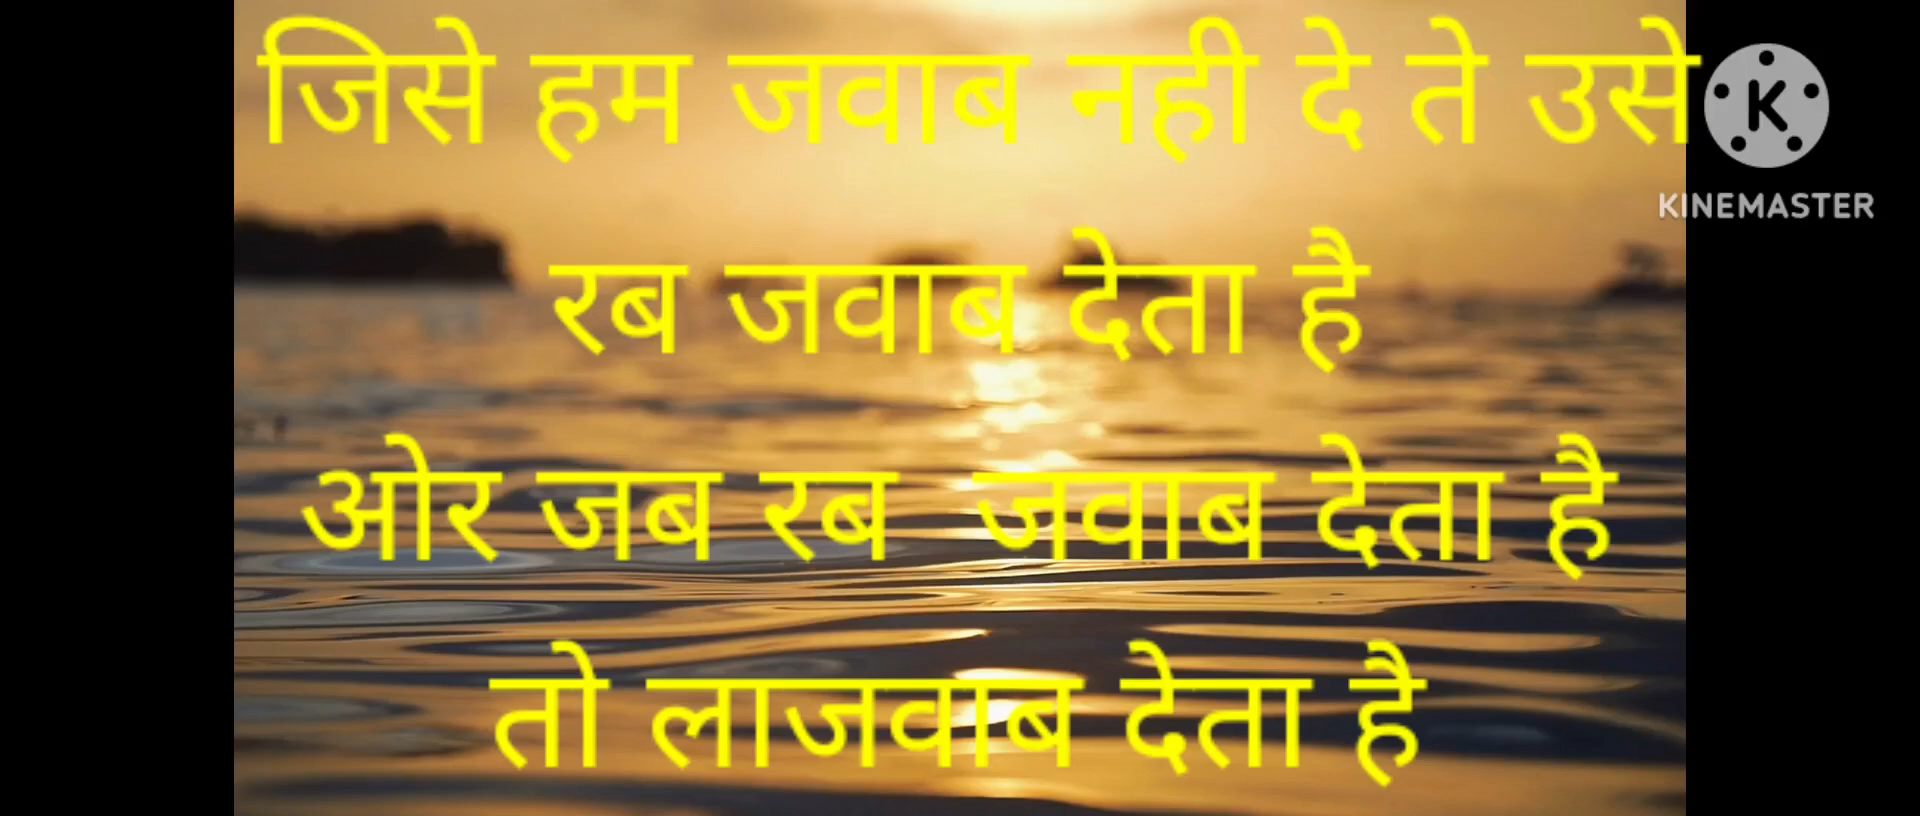 जिसे हम जवाब नही दे ते उसे
रब जवाब देता है
ओर जब रब जवाब देता है
तो लाजवाब देता है
K
KINEMASTER